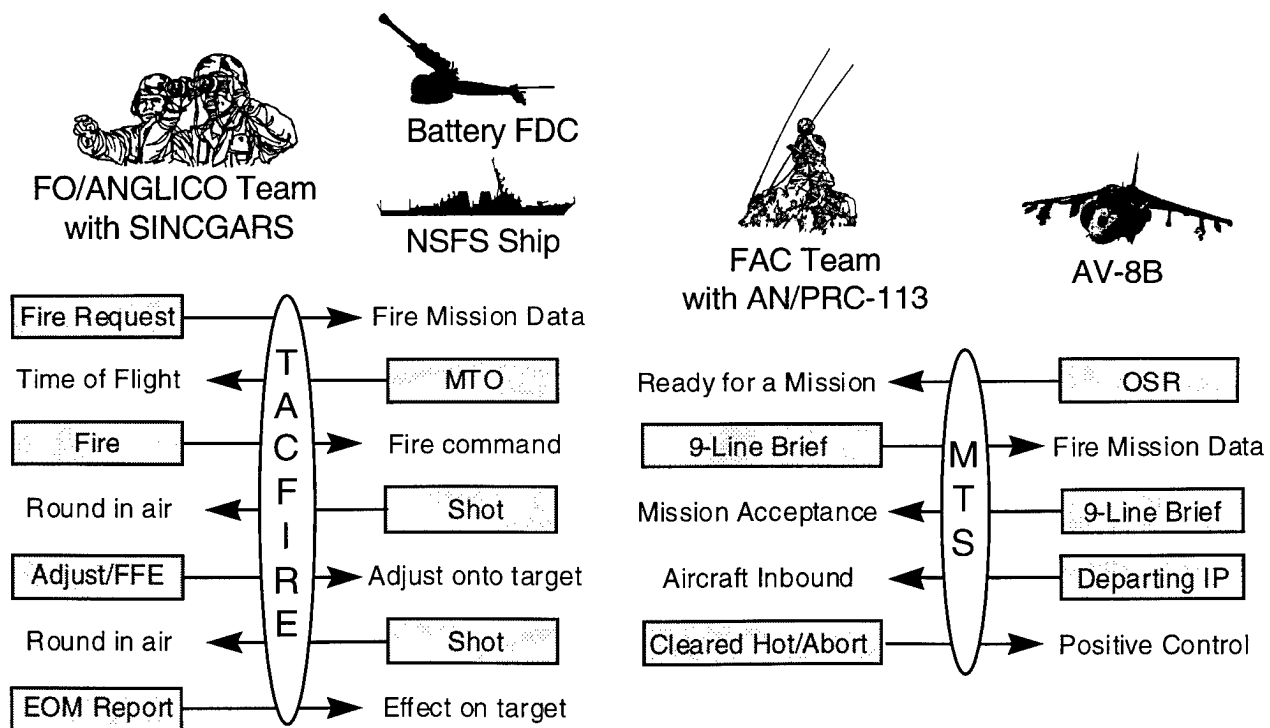 FO/ANGLICO Team
with SINCGARS
Battery FDC
NSFS Ship
Fire Request
Fire Mission Data
Time of Flight
MTO
Fire
Fire command
Round in air
Shot
Adjust/FFE
Adjust onto target
Round in air
Shot
EOM Report
Effect on target
TACFIRE
FAC Team
with AN/PRC-113
AV-8B
Ready for a Mission
OSR
9-Line Brief
Fire Mission Data
Mission Acceptance
9-Line Brief
Aircraft Inbound
Departing IP
Cleared Hot/Abort
Positive Control
MTS